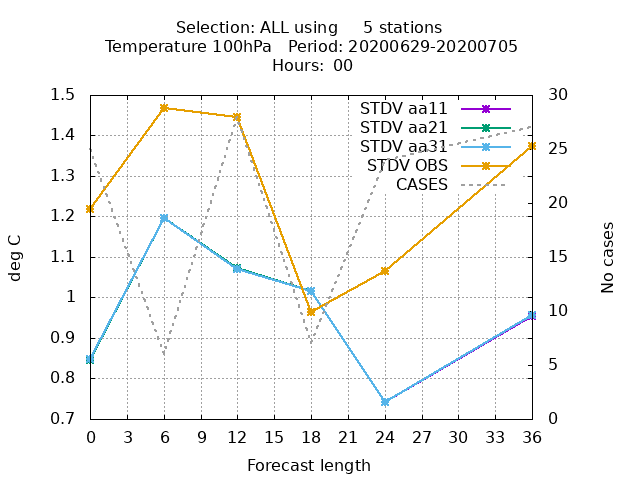 Selection: ALL using     5 stations
Temperature 100hPa   Period: 20200629-20200705
Hours:  00
1.5
1.4
1.3
1.2
1.1
1
0.9
0.8
0.7
30
25
20
15
10
5
0
STDV aa11
STDV aa21
STDV aa31
STDV OBS
CASES
deg C
No cases
0 3 6 9 12 15 18 21 24 27 30 33 36
Forecast length